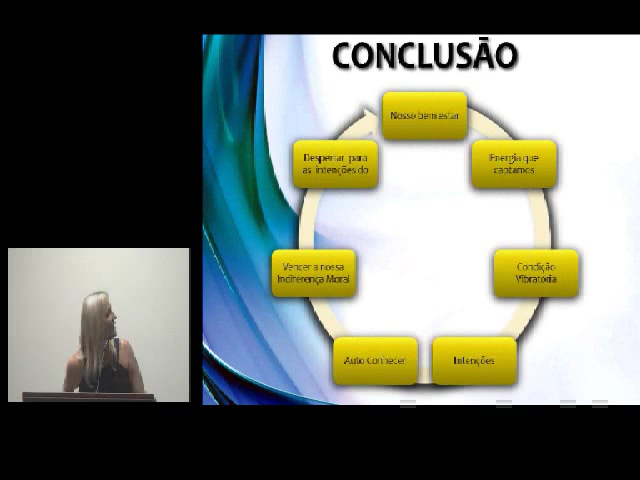 CONCLUSÃO
Nosso bem estar
Energia que
captamos
Condição
Vibratória
Intenções
Auto Conhecer
Vencer a nossa
Indiferença Moral
Despertar para
as intenções do